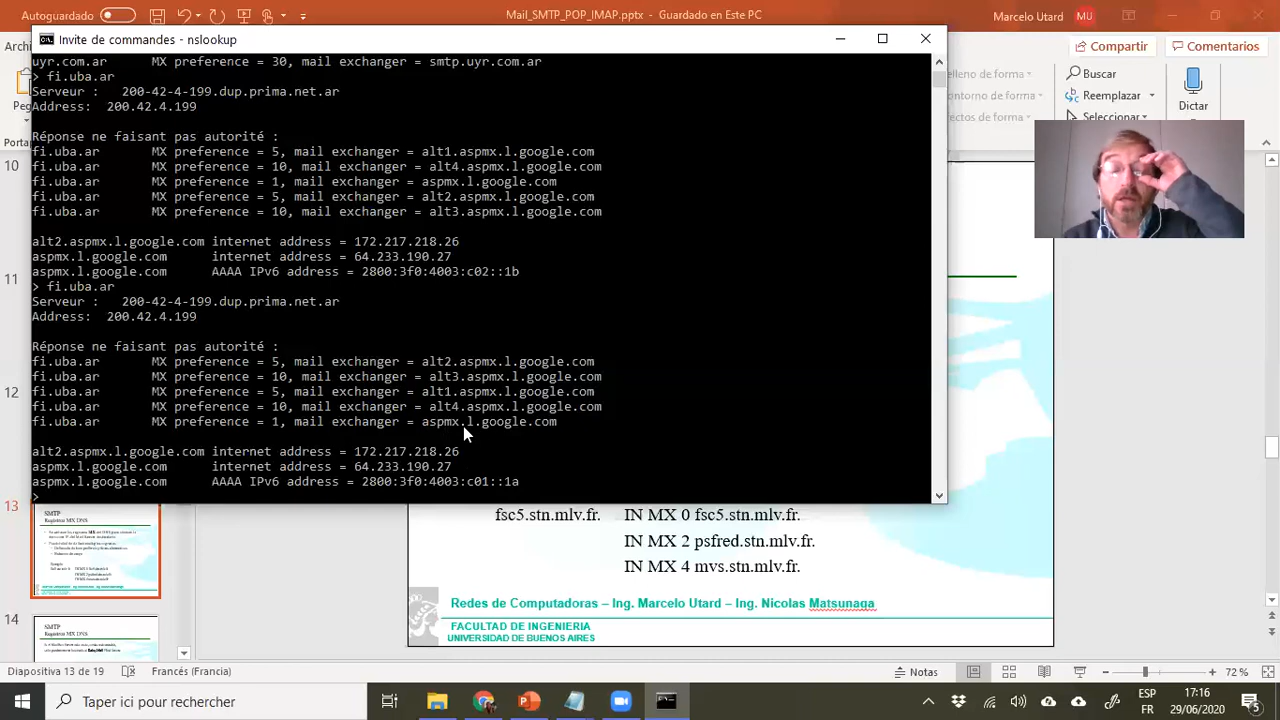 Autoguardado
Mail_SMTP_POP_IMAP.pptx
Guardado en Este PC
Marcelo Utard
MU
Invite de commandes - nslookup
Compartir
Comentarios
Buscar
Reemplazar
Seleccionar
Dictar
uyr.com.ar MX preference = 30, mail exchanger = smtp.uyr.com.ar
> fi.uba.ar
Serveur : 200-42-4-199.dup.prima.net.ar
Address: 200.42.4.199
Réponse ne faisant pas autorité :
fi.uba.ar MX preference = 5, mail exchanger = alt1.aspmx.l.google.com
fi.uba.ar MX preference = 10, mail exchanger = alt4.aspmx.l.google.com
fi.uba.ar MX preference = 1, mail exchanger = aspmx.l.google.com
fi.uba.ar MX preference = 5, mail exchanger = alt2.aspmx.l.google.com
fi.uba.ar MX preference = 10, mail exchanger = alt3.aspmx.l.google.com
alt2.aspmx.l.google.com internet address = 172.217.218.26
aspmx.l.google.com internet address = 64.233.190.27
aspmx.l.google.com AAAA IPv6 address = 2800:3f0:4003:c02::1b
> fi.uba.ar
Serveur : 200-42-4-199.dup.prima.net.ar
Address: 200.42.4.199
Réponse ne faisant pas autorité :
fi.uba.ar MX preference = 5, mail exchanger = alt2.aspmx.l.google.com
fi.uba.ar MX preference = 10, mail exchanger = alt3.aspmx.l.google.com
fi.uba.ar MX preference = 5, mail exchanger = alt1.aspmx.l.google.com
fi.uba.ar MX preference = 10, mail exchanger = alt4.aspmx.l.google.com
fi.uba.ar MX preference = 1, mail exchanger = aspmx.l.google.com
alt2.aspmx.l.google.com internet address = 172.217.218.26
aspmx.l.google.com internet address = 64.233.190.27
aspmx.l.google.com AAAA IPv6 address = 2800:3f0:4003:c01::1a
>
10
11
12
13
14
SMTP
SMTP
fsc5.stn.mlv.fr. IN MX 0 fsc5.stn.mlv.fr.
IN MX 2 psfred.stn.mlv.fr.
IN MX 4 mvs.stn.mlv.fr.
Redes de Computadoras – Ing. Marcelo Utard – Ing. Nicolas Matsunaga
FACULTAD DE INGENIERIA
UNIVERSIDAD DE BUENOS AIRES
Diapositiva 13 de 19
Francés (Francia)
Notas
72 %
Taper ici pour rechercher
ESP
FR
17:16
29/06/2020
5